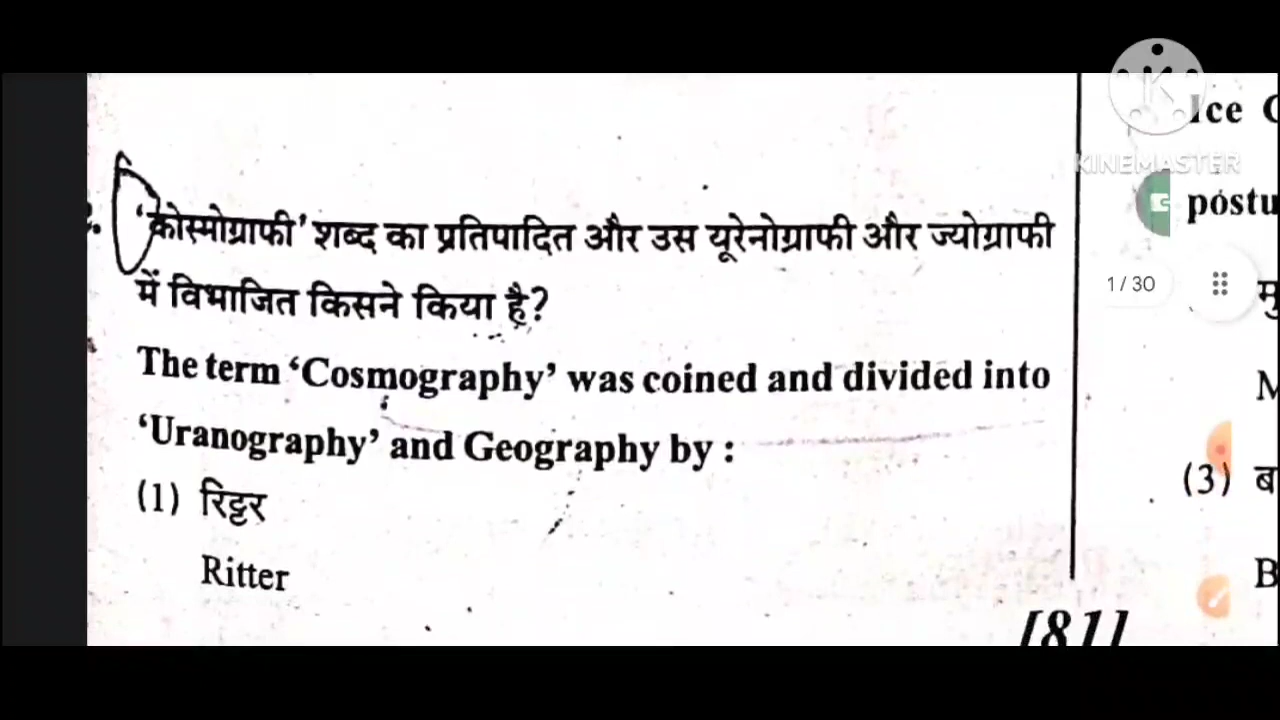 'कोस्मोग्राफी' शब्द का प्रतिपादित और उस यूरेनोग्राफी और ज्योग्राफी
में विभाजित किसने किया है?
The term 'Cosmography' was coined and divided into
'Uranography' and Geography by :
(1) रिट्टर
Ritter
[81]
Ice
KINEMASTER
postu
1/30
मु
M
(3) ब
B